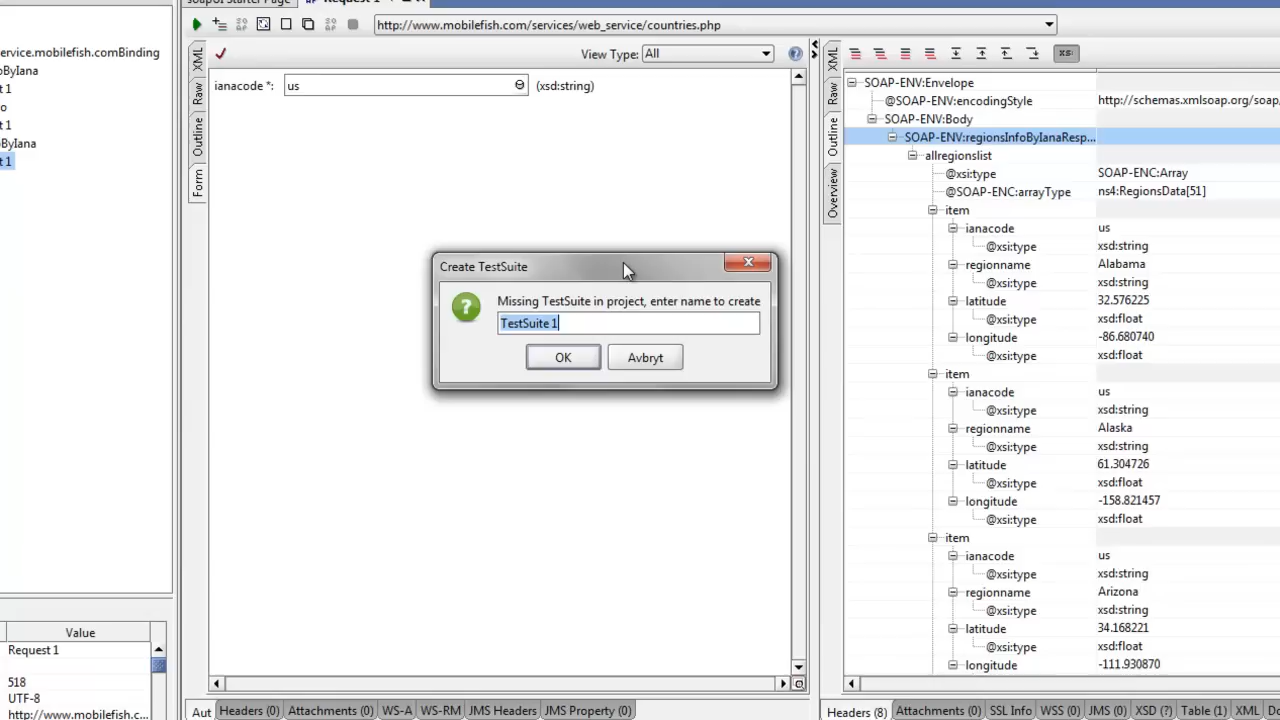 soapUI Starter Page
Request 1
http://www.mobilefish.com/services/web_service/countries.php
ervice.mobilefish.comBinding
oByIana
t 1
o
t 1
oByIana
t 1
View Type: All
ianacode *: us (xsd:string)
XML
Raw
Outline
Form
Create TestSuite
Missing TestSuite in project, enter name to create
TestSuite 1
OK
Avbryt
XML
Raw
Outline
Overview
XS:
SOAP-ENV:Envelope
@SOAP-ENV:encodingStyle http://schemas.xmlsoap.org/soap
SOAP-ENV:Body
SOAP-ENV:regionsInfoByIanaResp...
allregionslist
@xsi:type SOAP-ENC:Array
@SOAP-ENC:arrayType ns4:RegionsData[51]
item
ianacode us
@xsi:type xsd:string
regionname Alabama
@xsi:type xsd:string
latitude 32.576225
@xsi:type xsd:float
longitude -86.680740
@xsi:type xsd:float
item
ianacode us
@xsi:type xsd:string
regionname Alaska
@xsi:type xsd:string
latitude 61.304726
@xsi:type xsd:float
longitude -158.821457
@xsi:type xsd:float
item
ianacode us
@xsi:type xsd:string
regionname Arizona
@xsi:type xsd:string
latitude 34.168221
@xsi:type xsd:float
longitude -111.930870
Value
Request 1
518
UTF-8
http://www.mobilefish.c...
Aut Headers (0) Attachments (0) WS-A WS-RM JMS Headers JMS Property (0)
Headers (8) Attachments (0) SSL Info WSS (0) JMS (0) XSD (?) Table (1) XML Do